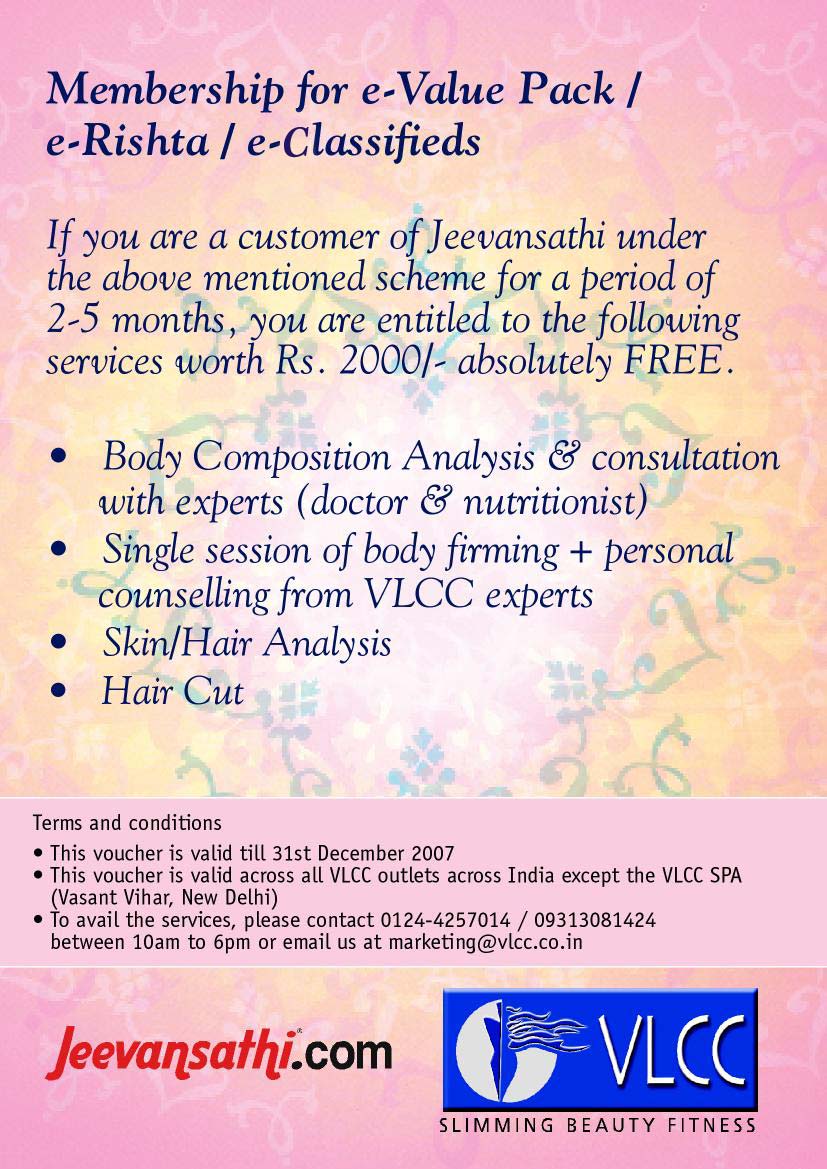 Membership for e-Value Pack /
e-Rishta / e-Classifieds
If you are a customer of Jeevansathi under
the above mentioned scheme for a period of
2-5 months, you are entitled to the following
services worth Rs. 2000/- absolutely FREE.
• Body Composition Analysis & consultation
with experts (doctor & nutritionist)
• Single session of body firming + personal
counselling from VLCC experts
• Skin/Hair Analysis
• Hair Cut
Terms and conditions
• This voucher is valid till 31st December 2007
• This voucher is valid across all VLCC outlets across India except the VLCC SPA
(Vasant Vihar, New Delhi)
• To avail the services, please contact 0124-4257014 / 09313081424
between 10am to 6pm or email us at marketing@vlcc.co.in
Jeevansathi®.com
VLCC
SLIMMING BEAUTY FITNESS